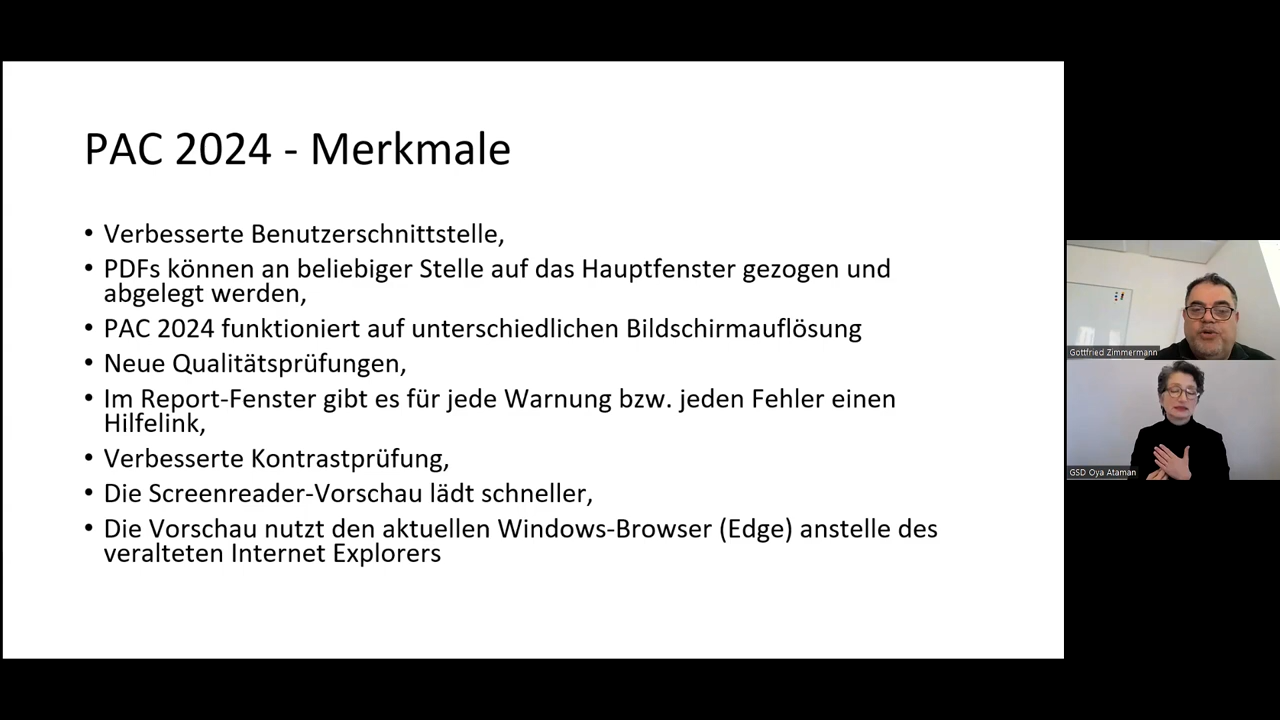 PAC 2024 - Merkmale
• Verbesserte Benutzerschnittstelle,
• PDFs können an beliebiger Stelle auf das Hauptfenster gezogen und
abgelegt werden,
• PAC 2024 funktioniert auf unterschiedlichen Bildschirmauflösung
• Neue Qualitätsprüfungen,
• Im Report-Fenster gibt es für jede Warnung bzw. jeden Fehler einen
Hilfelink,
• Verbesserte Kontrastprüfung,
• Die Screenreader-Vorschau lädt schneller,
• Die Vorschau nutzt den aktuellen Windows-Browser (Edge) anstelle des
veralteten Internet Explorers
Gottfried Zimmermann
GSD Oya Ataman